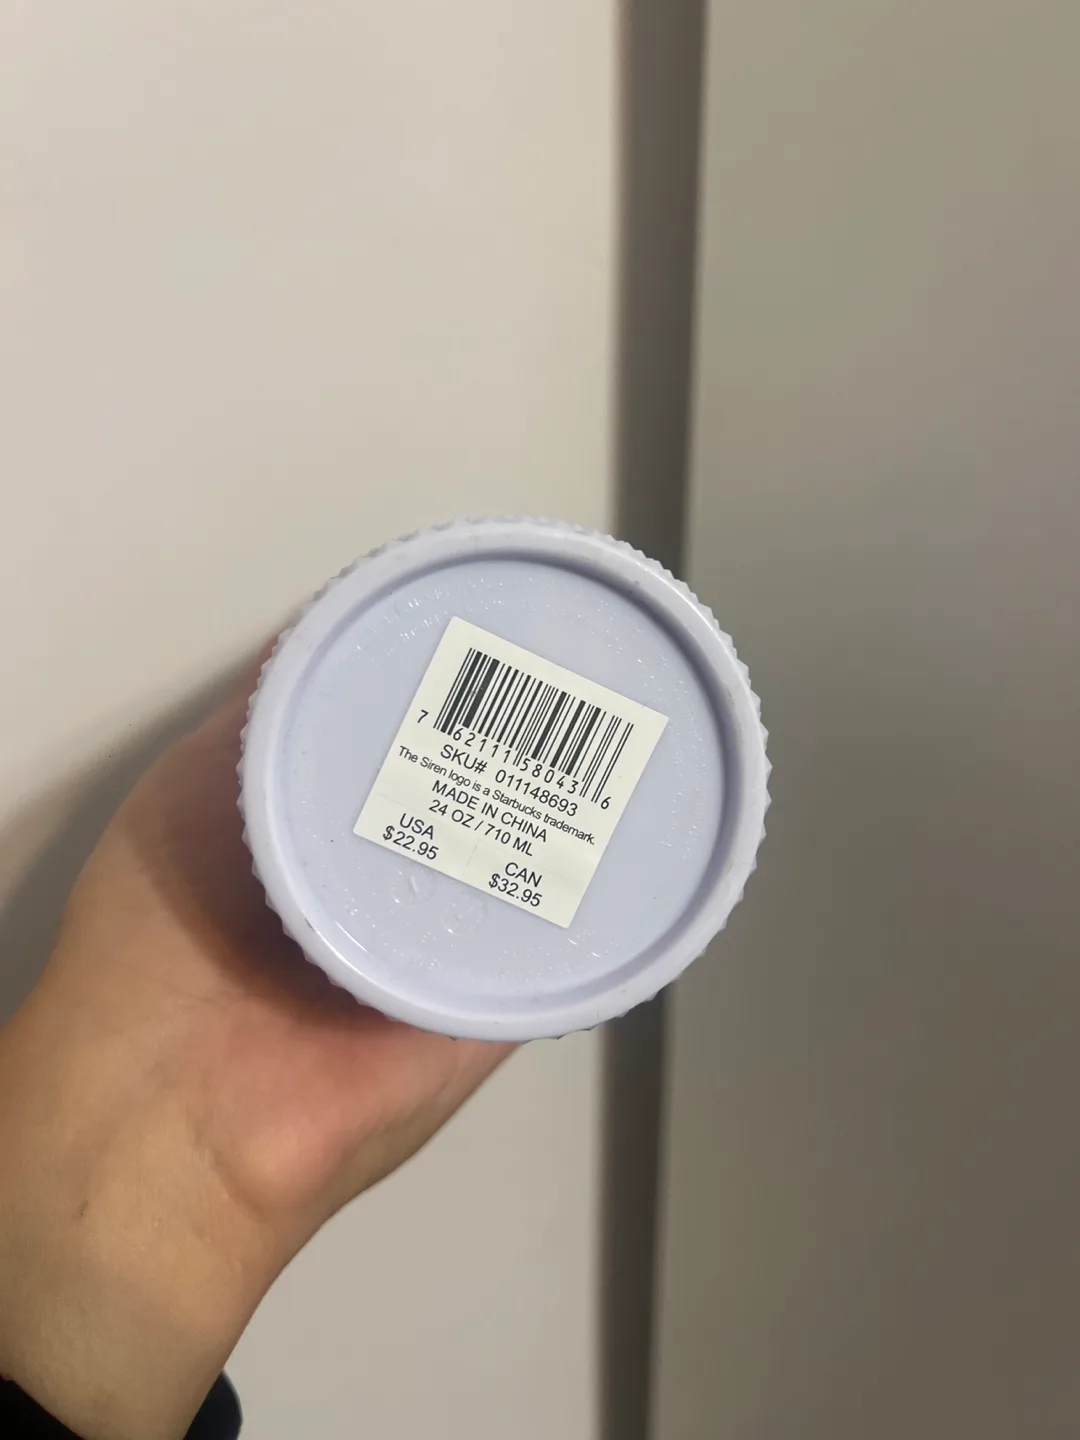 7 62111 58043 6
SKU# 011148693
The Siren logo is a Starbucks trademark.
MADE IN CHINA
24 OZ / 710 ML
USA CAN
$22.95 $32.95